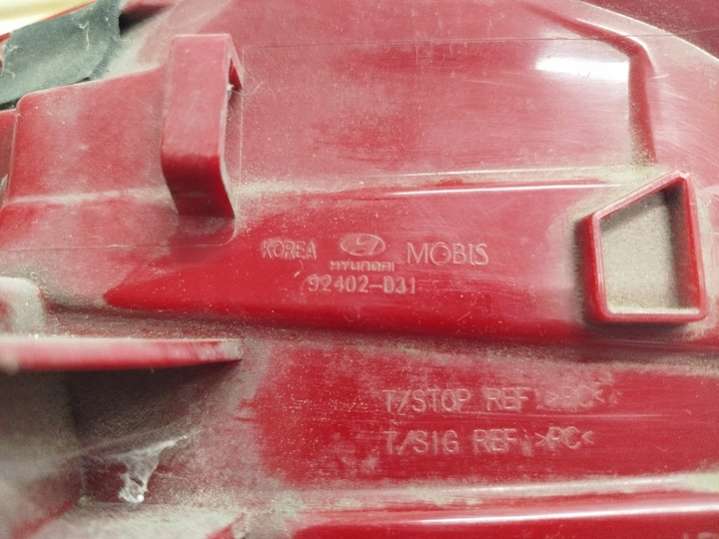 KOREA HYUNDAI MOBIS
92402-D31
T/STOP REF: >PC<
T/SIG REF: >PC<